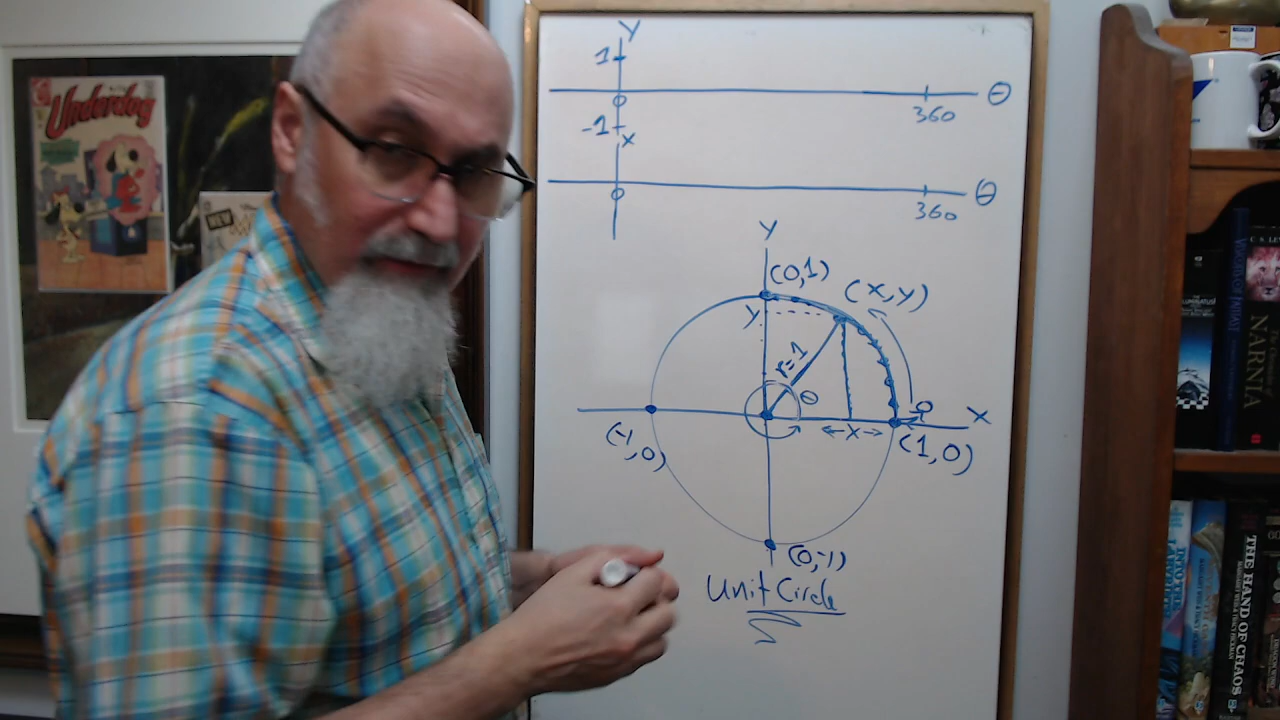 Underdog
NEW
Y
1
0
-1
360
θ
x
0
360
θ
Y
(0,1)
(x,y)
y
r=1
θ
0
X
←x→
(-1,0)
(1,0)
(0,-1)
Unit Circle
NARNIA
THE HAND OF CHAOS